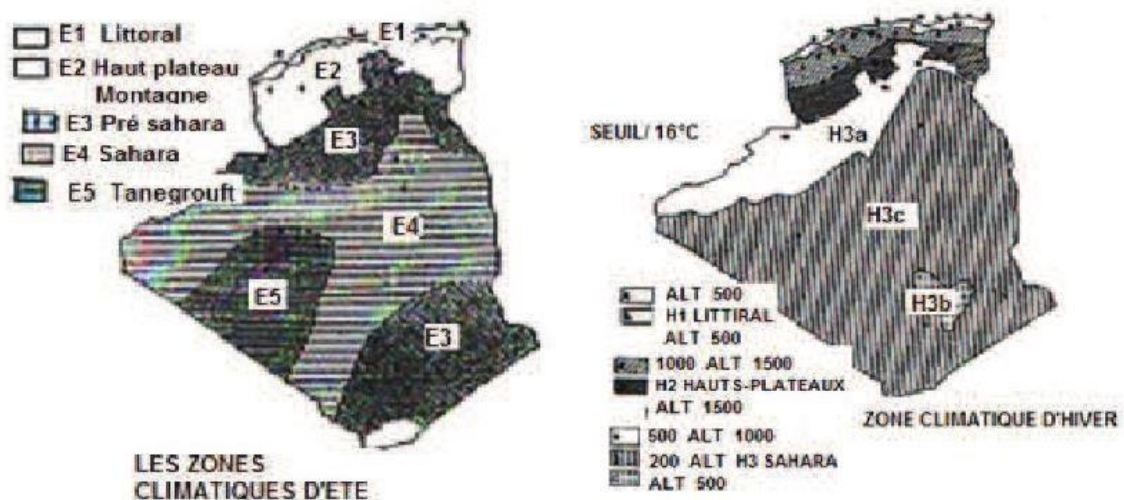 E1 Littoral
E2 Haut plateau
Montagne
E3 Pré sahara
E4 Sahara
E5 Tanegrouft
E1
E2
E3
E4
E5
E3
LES ZONES
CLIMATIQUES D'ETE
SEUIL/ 16°C
H3a
H3c
H3b
ALT 500
H1 LITTIRAL
ALT 500
1000 ALT 1500
H2 HAUTS-PLATEAUX
ALT 1500
500 ALT 1000
200 ALT H3 SAHARA
ALT 500
ZONE CLIMATIQUE D'HIVER